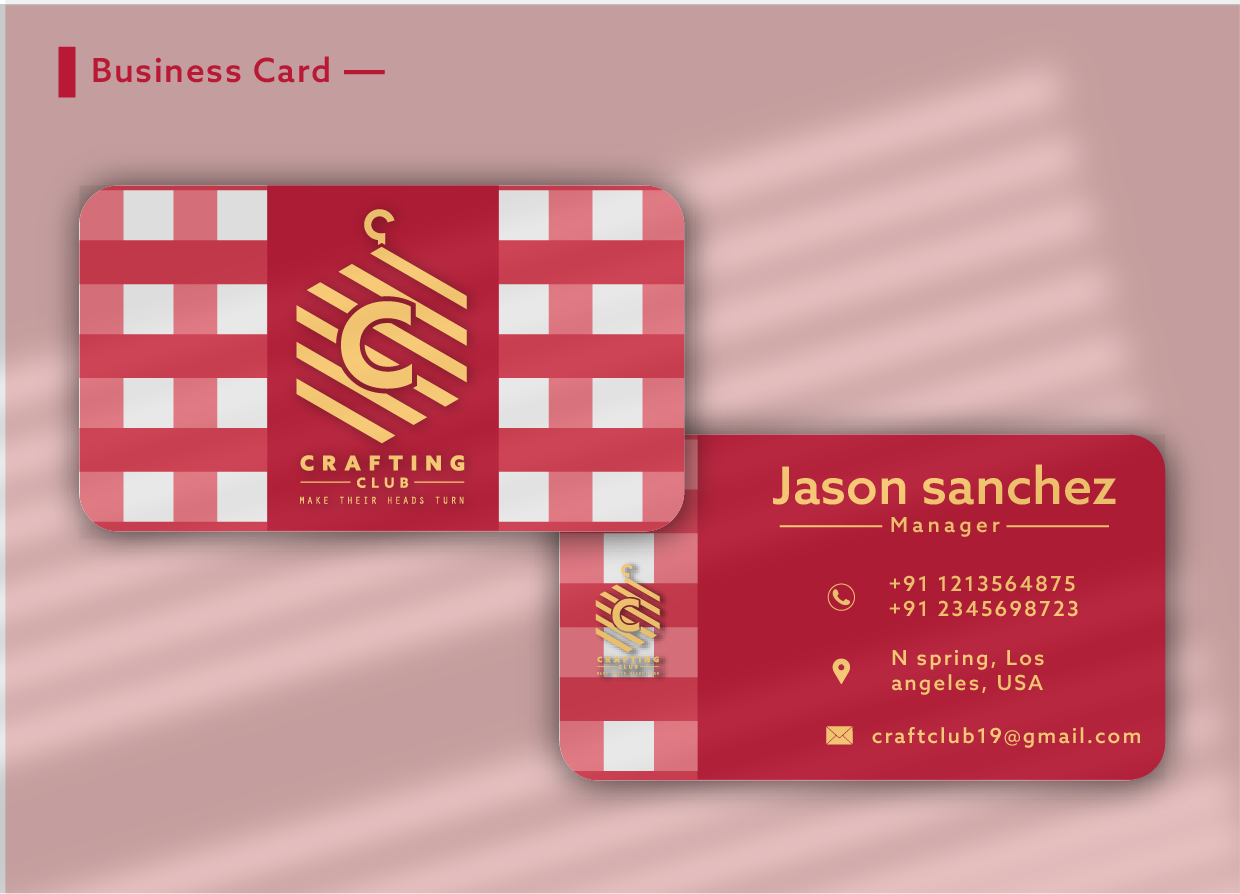 Business Card
C
CRAFTING
CLUB
MAKE THEIR HEADS TURN
Jason sanchez
Manager
+91 1213564875
+91 2345698723
N spring, Los
angeles, USA
craftclub19@gmail.com
C
CRAFTING
CLUB